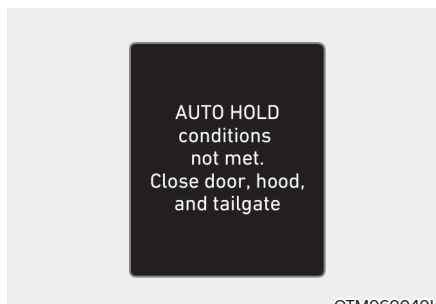 AUTO HOLD
conditions
not met.
Close door, hood,
and tailgate